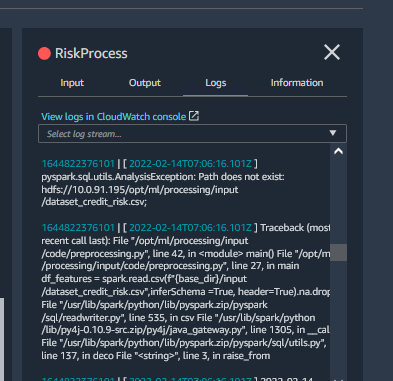 RiskProcess
Input Output Logs Information
View logs in CloudWatch console
Select log stream...
1644822376101 | [ 2022-02-14T07:06:16.101Z ]
pyspark.sql.utils.AnalysisException: Path does not exist:
hdfs://10.0.91.195/opt/ml/processing/input
/dataset_credit_risk.csv;
1644822376101 | [ 2022-02-14T07:06:16.101Z ] Traceback (most
recent call last): File "/opt/ml/processing/input
/code/preprocessing.py", line 42, in <module> main() File "/opt/m
/processing/input/code/preprocessing.py", line 27, in main
df_features = spark.read.csv(f"{base_dir}/input
/dataset_credit_risk.csv",inferSchema =True, header=True).na.drop
File "/usr/lib/spark/python/lib/pyspark.zip/pyspark
/sql/readwriter.py", line 535, in csv File "/usr/lib/spark/python
/lib/py4j-0.10.9-src.zip/py4j/java_gateway.py", line 1305, in __cal
File "/usr/lib/spark/python/lib/pyspark.zip/pyspark/sql/utils.py",
line 137, in deco File "<string>", line 3, in raise_from